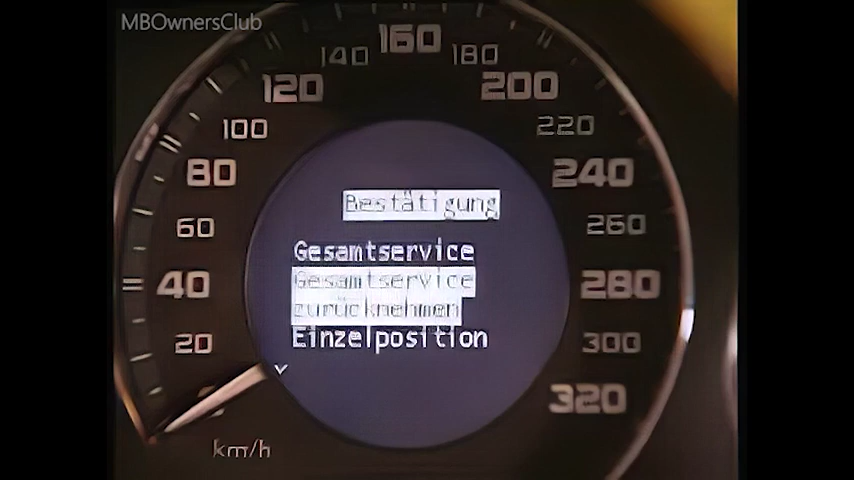 MBOwnersClub
160
140 180
120 200
100 220
80 240
60 260
40 280
20 300
320
km/h
Bestätigung
Gesamtservice
Gesamtservice
zurücknehmen
Einzelposition